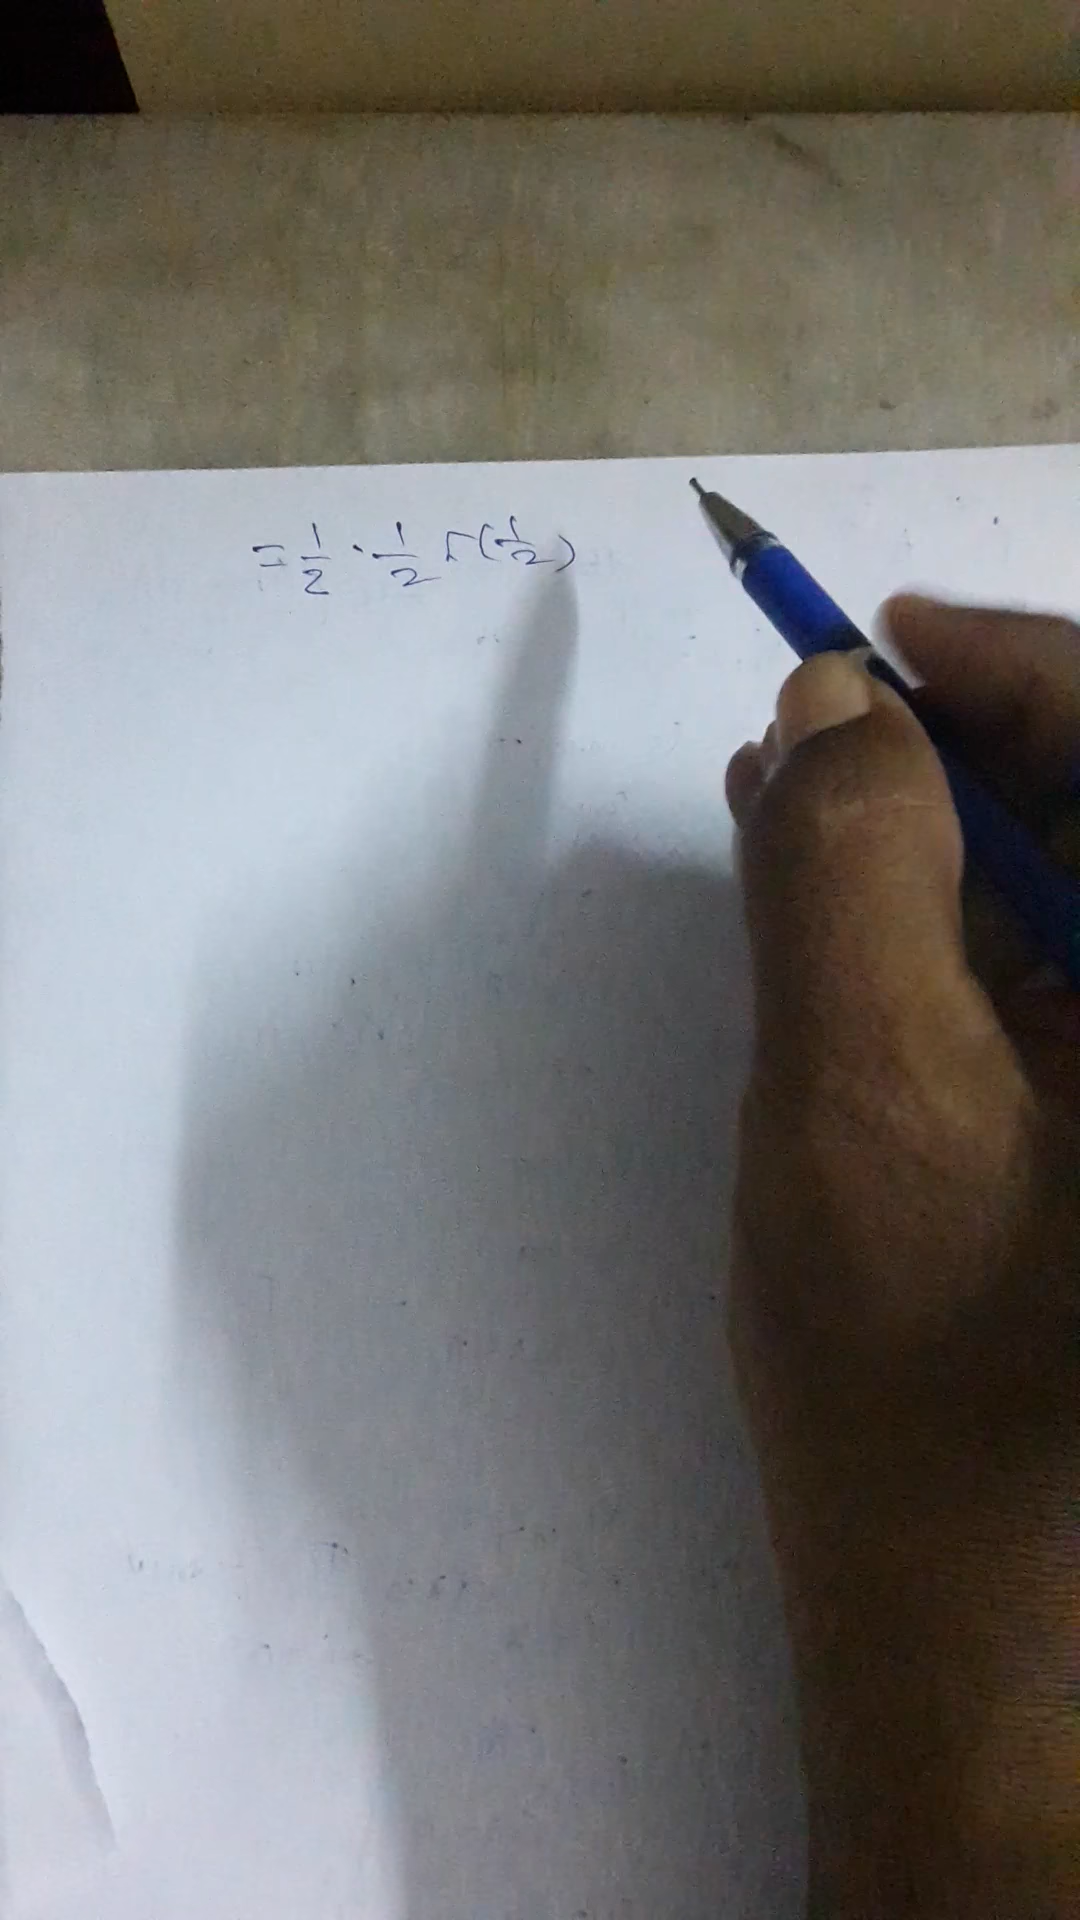 = 1/2 · 1/2 Γ(1/2)